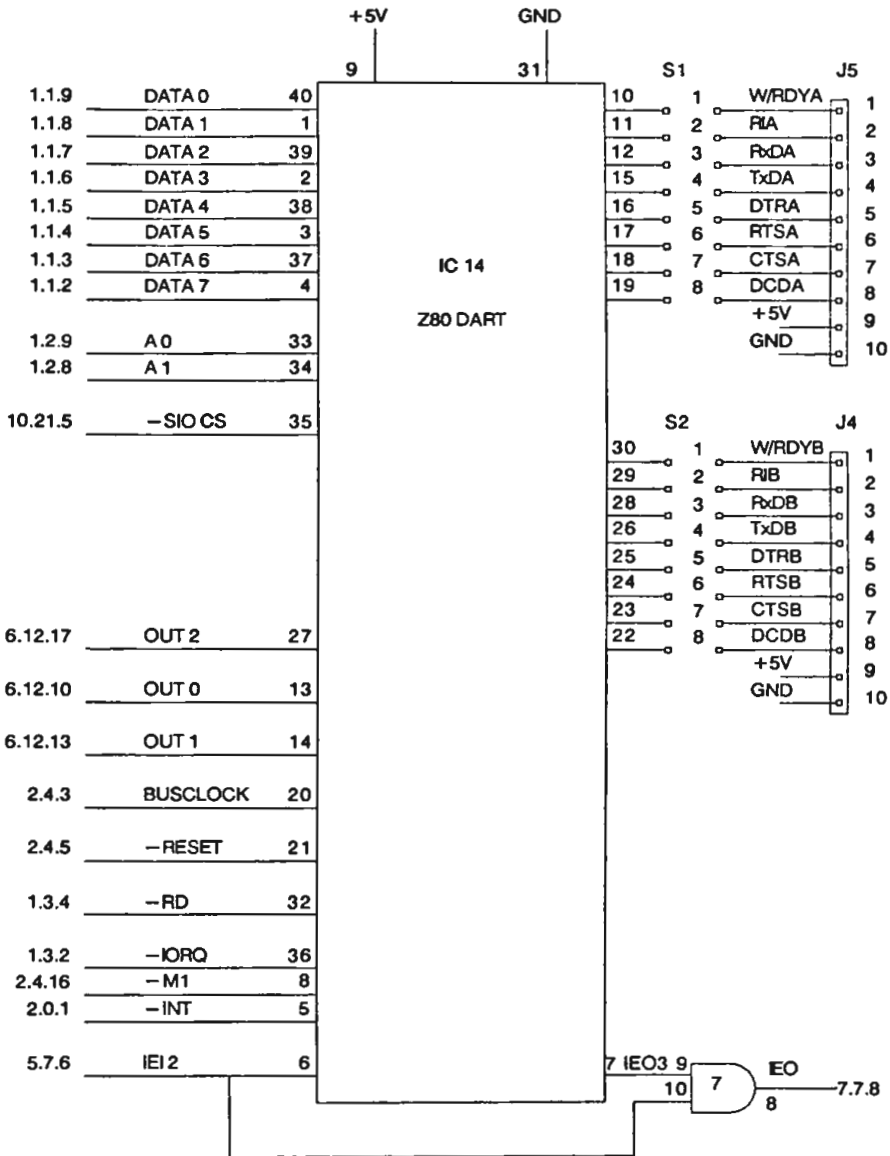 +5V GND
9 31 S1 J5
1.1.9 DATA 0 40 10 1 W/RDYA 1
1.1.8 DATA 1 1 11 2 RIA 2
1.1.7 DATA 2 39 12 3 RxDA 3
1.1.6 DATA 3 2 15 4 TxDA 4
1.1.5 DATA 4 38 16 5 DTRA 5
1.1.4 DATA 5 3 17 6 RTSA 6
1.1.3 DATA 6 37 IC 14 18 7 CTSA 7
1.1.2 DATA 7 4 19 8 DCDA 8
Z80 DART +5V 9
1.2.9 A 0 33 GND 10
1.2.8 A 1 34
10.21.5 –SIO CS 35 S2 J4
30 1 W/RDYB 1
29 2 RIB 2
28 3 RxDB 3
26 4 TxDB 4
25 5 DTRB 5
24 6 RTSB 6
23 7 CTSB 7
6.12.17 OUT 2 27 22 8 DCDB 8
+5V 9
6.12.10 OUT 0 13 GND 10
6.12.13 OUT 1 14
2.4.3 BUSCLOCK 20
2.4.5 –RESET 21
1.3.4 –RD 32
1.3.2 –IORQ 36
2.4.16 –M1 8
2.0.1 –INT 5
5.7.6 IEI 2 6 7 IEO3 9 IEO
10 7 8 7.7.8